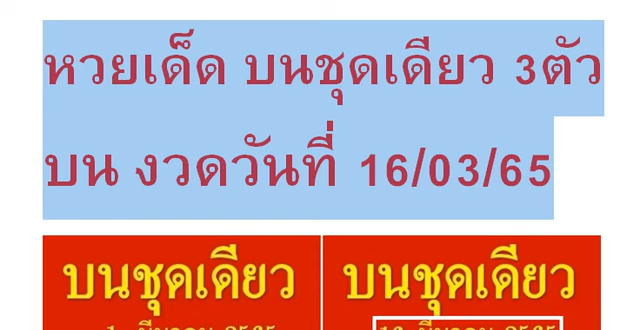 หวยเด็ด บนชุดเดียว 3ตัว
บน งวดวันที่ 16/03/65
บนชุดเดียว บนชุดเดียว